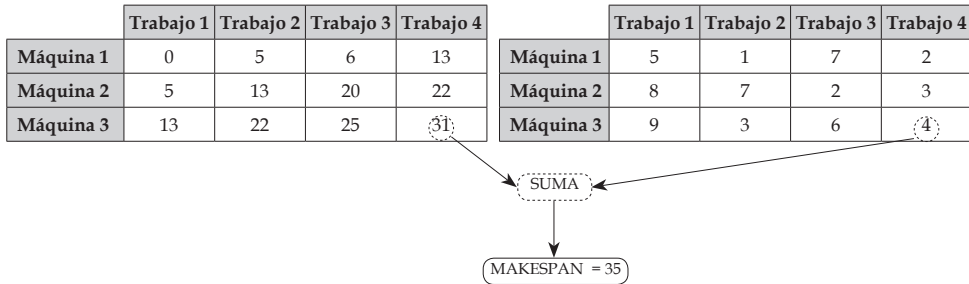 Trabajo 1 Trabajo 2 Trabajo 3 Trabajo 4
Máquina 1 0 5 6 13
Máquina 2 5 13 20 22
Máquina 3 13 22 25 31
Trabajo 1 Trabajo 2 Trabajo 3 Trabajo 4
Máquina 1 5 1 7 2
Máquina 2 8 7 2 3
Máquina 3 9 3 6 4
SUMA
MAKESPAN = 35